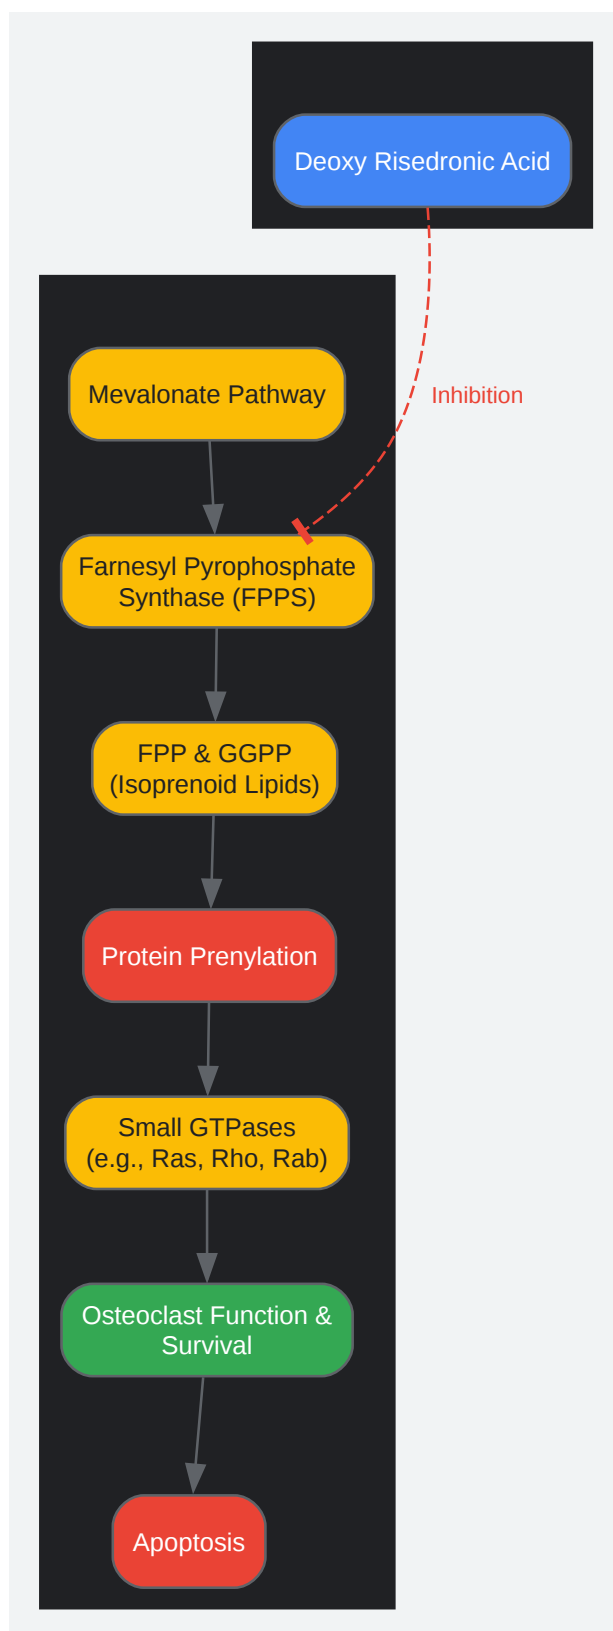 Deoxy Risedronic Acid
Mevalonate Pathway
Inhibition
Farnesyl Pyrophosphate
Synthase (FPPS)
FPP & GGPP
(Isoprenoid Lipids)
Protein Prenylation
Small GTPases
(e.g., Ras, Rho, Rab)
Osteoclast Function &
Survival
Apoptosis